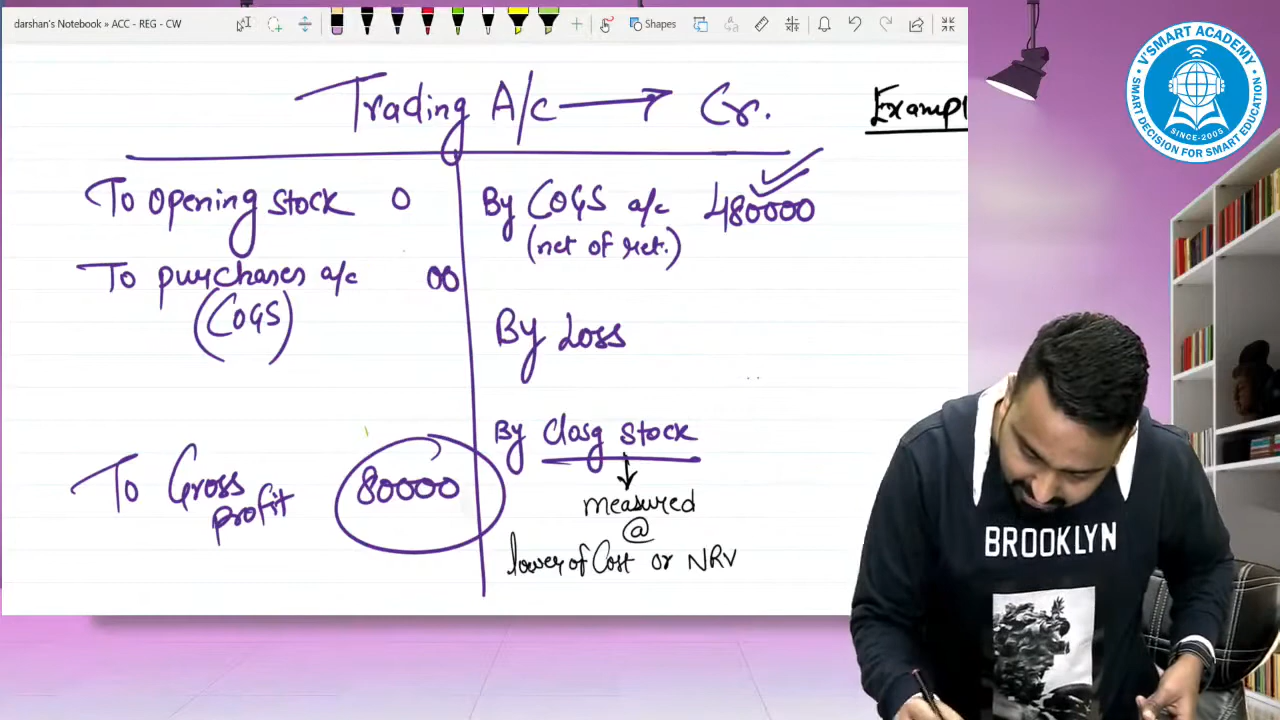 darshan's Notebook » ACC - REG - CW
Shapes
Trading A/c → Cr.
Exampl
To opening stock 0
By COGS a/c 480000
(net of ret.)
To purchases a/c 00
(COGS)
By Loss
By Closg stock
To Gross profit 80000
measured
@
lower of Cost or NRV
V'SMART ACADEMY
SINCE-2005
SMART DECISION FOR SMART EDUCATION
BROOKLYN